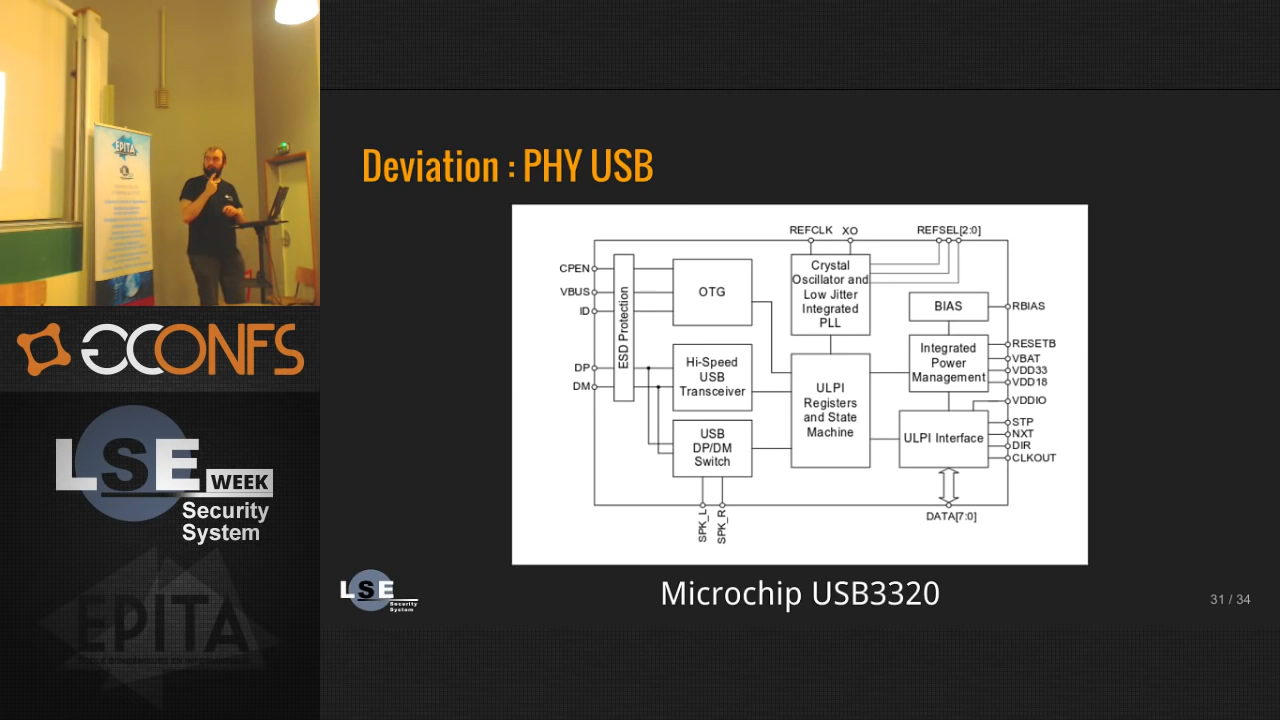 EPITA
GCONFS
LSE
WEEK
Security
System
EPITA
Deviation : PHY USB
REFCLK XO REFSEL[2:0]
CPEN
VBUS
ID
DP
DM
ESD Protection
OTG
Hi-Speed
USB
Transceiver
USB
DP/DM
Switch
SPK_L
SPK_R
Crystal
Oscillator and
Low Jitter
Integrated
PLL
ULPI
Registers
and State
Machine
BIAS
Integrated
Power
Management
ULPI Interface
RBIAS
RESETB
VBAT
VDD33
VDD18
VDDIO
STP
NXT
DIR
CLKOUT
DATA[7:0]
Microchip USB3320
LSE
Security
System
31 / 34